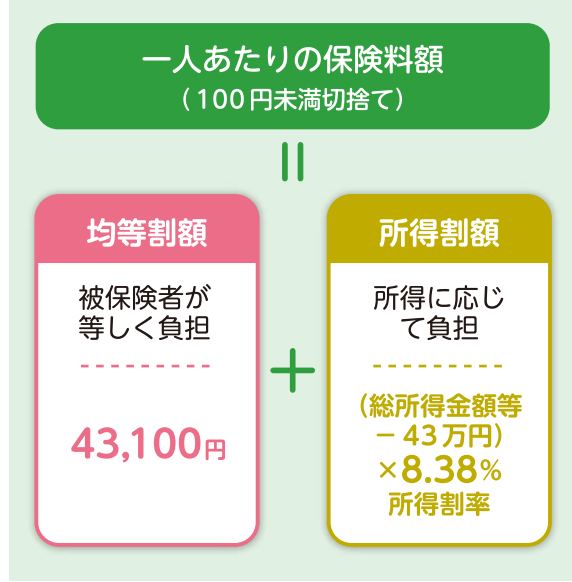 一人あたりの保険料額
(100円未満切捨て)
均等割額
被保険者が
等しく負担
43,100円
+
所得割額
所得に応じ
て負担
(総所得金額等
－43万円)
×8.38%
所得割率